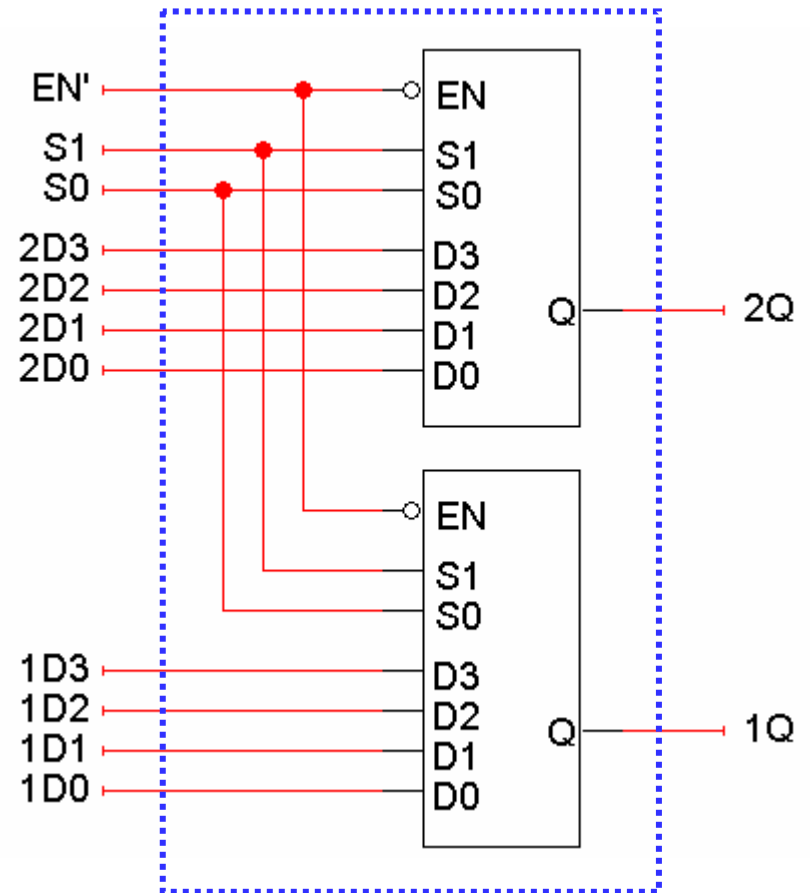 EN'
S1
S0
2D3
2D2
2D1
2D0
EN
S1
S0
D3
D2
D1
D0
Q
2Q
1D3
1D2
1D1
1D0
EN
S1
S0
D3
D2
D1
D0
Q
1Q